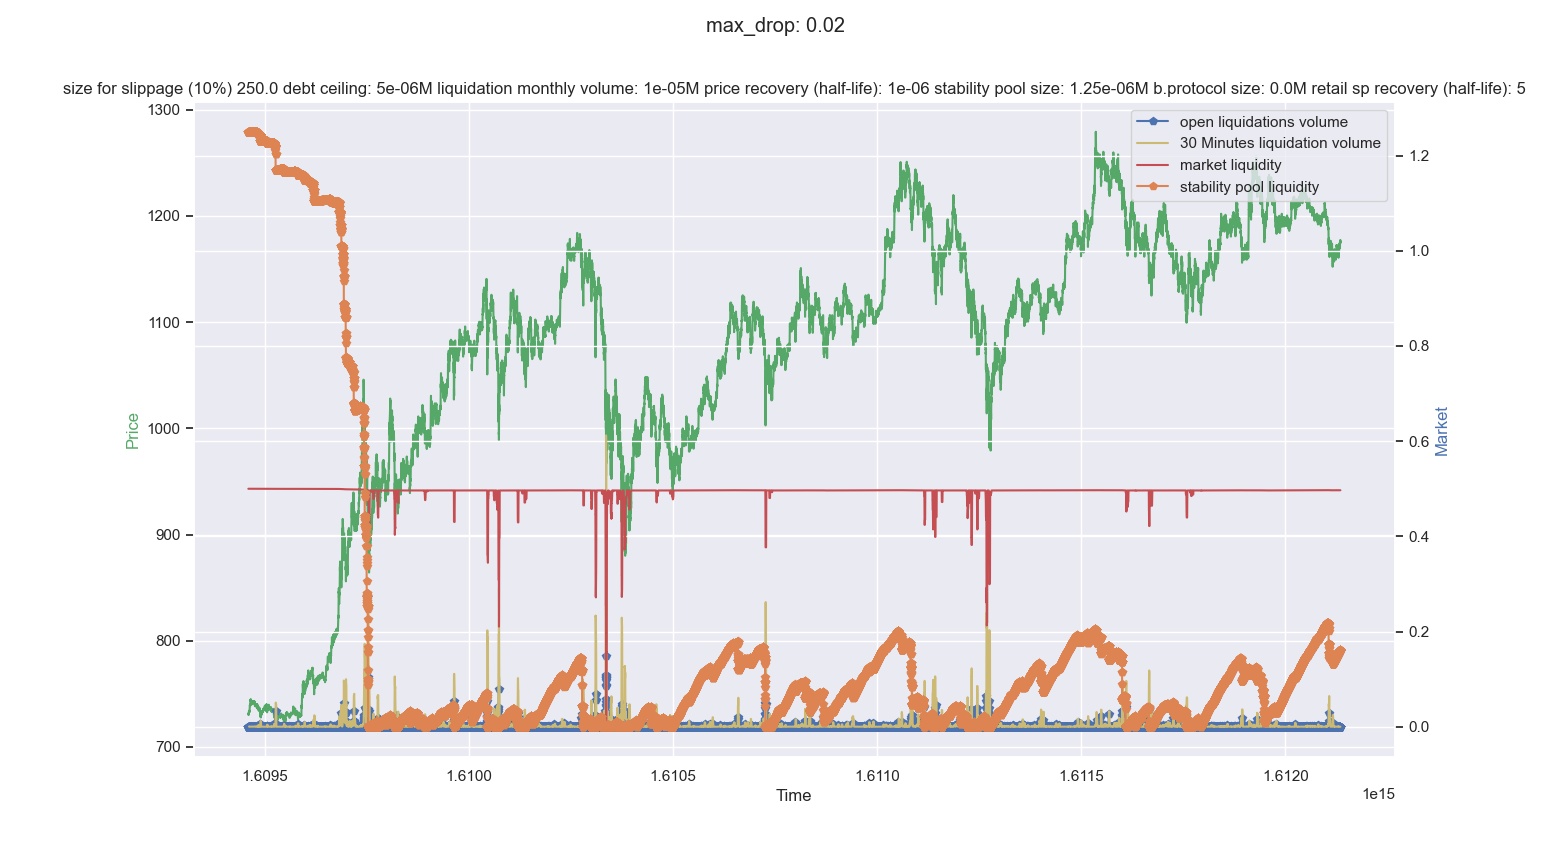 max_drop: 0.02
size for slippage (10%) 250.0 debt ceiling: 5e-06M liquidation monthly volume: 1e-05M price recovery (half-life): 1e-06 stability pool size: 1.25e-06M b.protocol size: 0.0M retail sp recovery (half-life): 5
open liquidations volume
30 Minutes liquidation volume
market liquidity
stability pool liquidity
1300
1200
1100
1000
900
800
700
Price
1.2
1.0
0.8
0.6
0.4
0.2
0.0
Market
1.6095
1.6100
1.6105
1.6110
1.6115
1.6120
Time
1e15